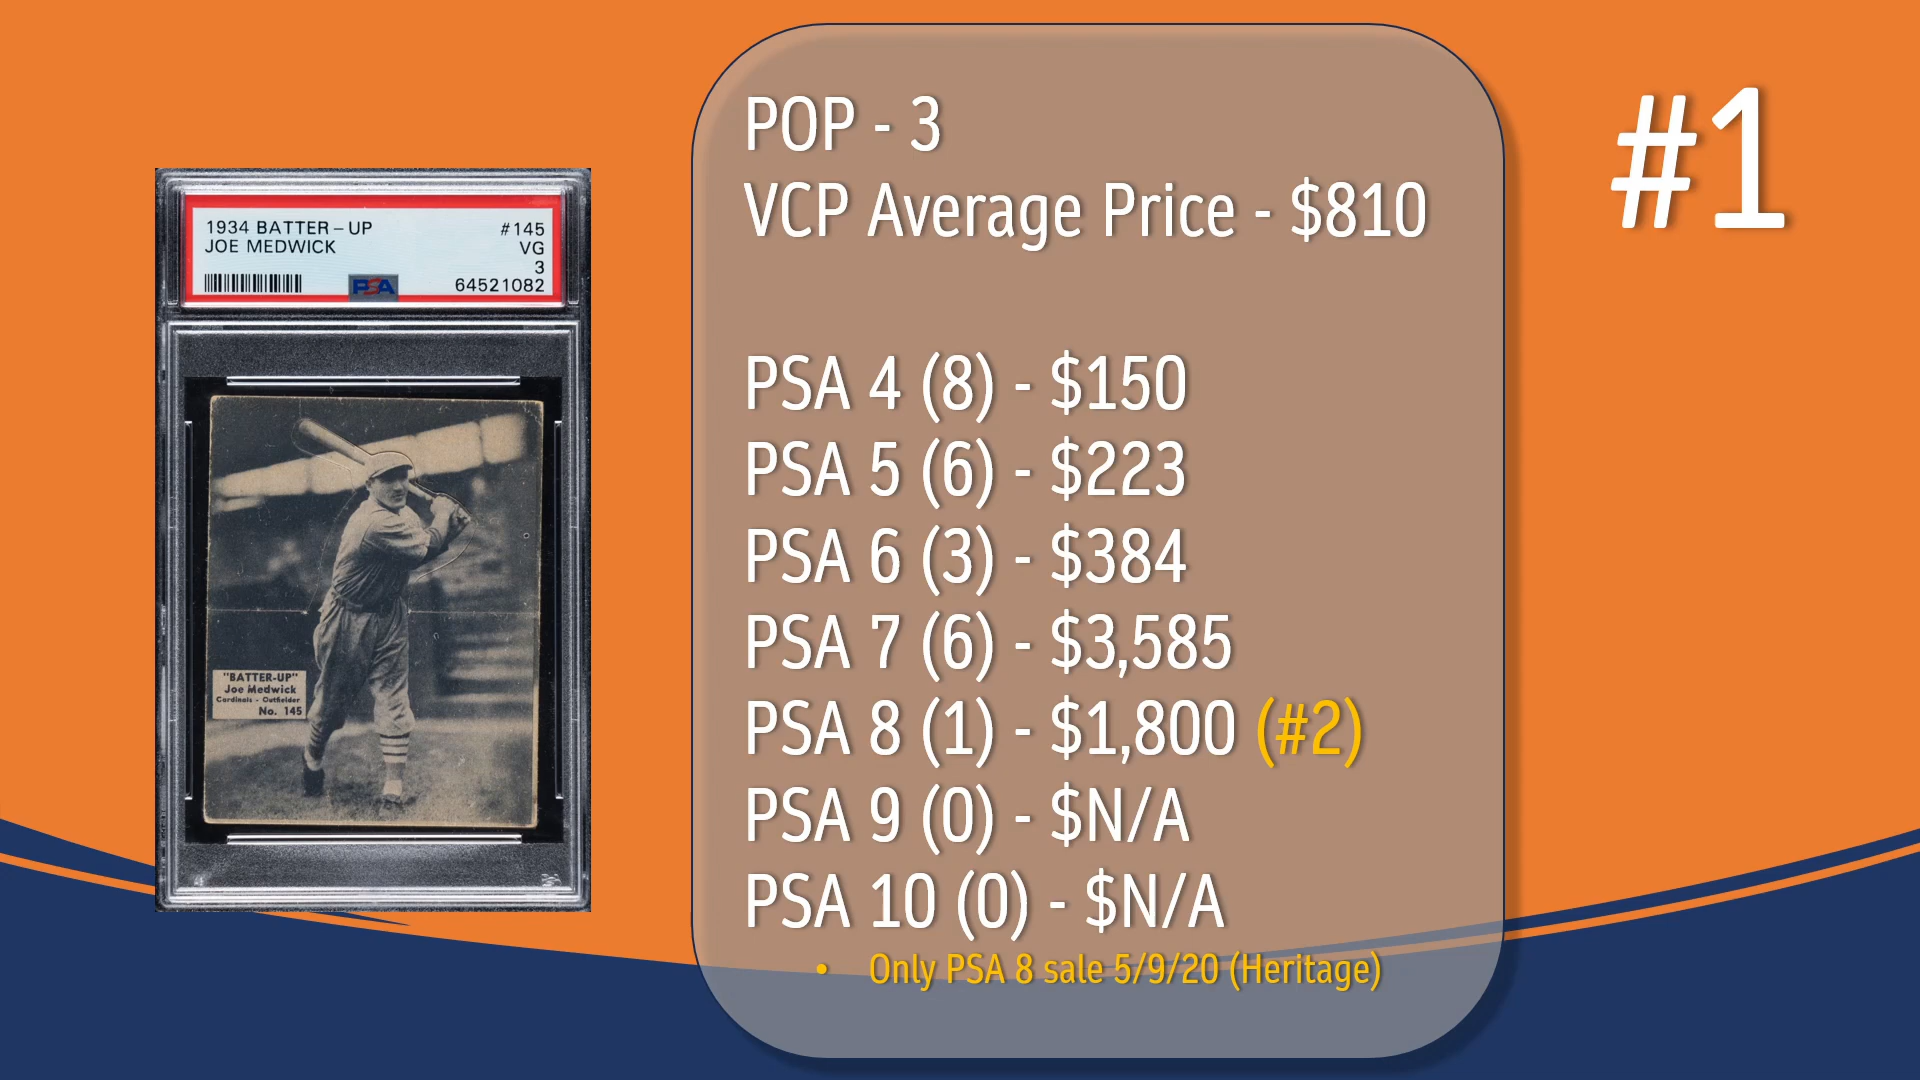 POP - 3
VCP Average Price - $810
PSA 4 (8) - $150
PSA 5 (6) - $223
PSA 6 (3) - $384
PSA 7 (6) - $3,585
PSA 8 (1) - $1,800 (#2)
PSA 9 (0) - $N/A
PSA 10 (0) - $N/A
• Only PSA 8 sale 5/9/20 (Heritage)
#1
1934 BATTER-UP #145
JOE MEDWICK VG
3
PSA 64521082
"BATTER-UP"
Joe Medwick
Cardinals - Outfielder
No. 145